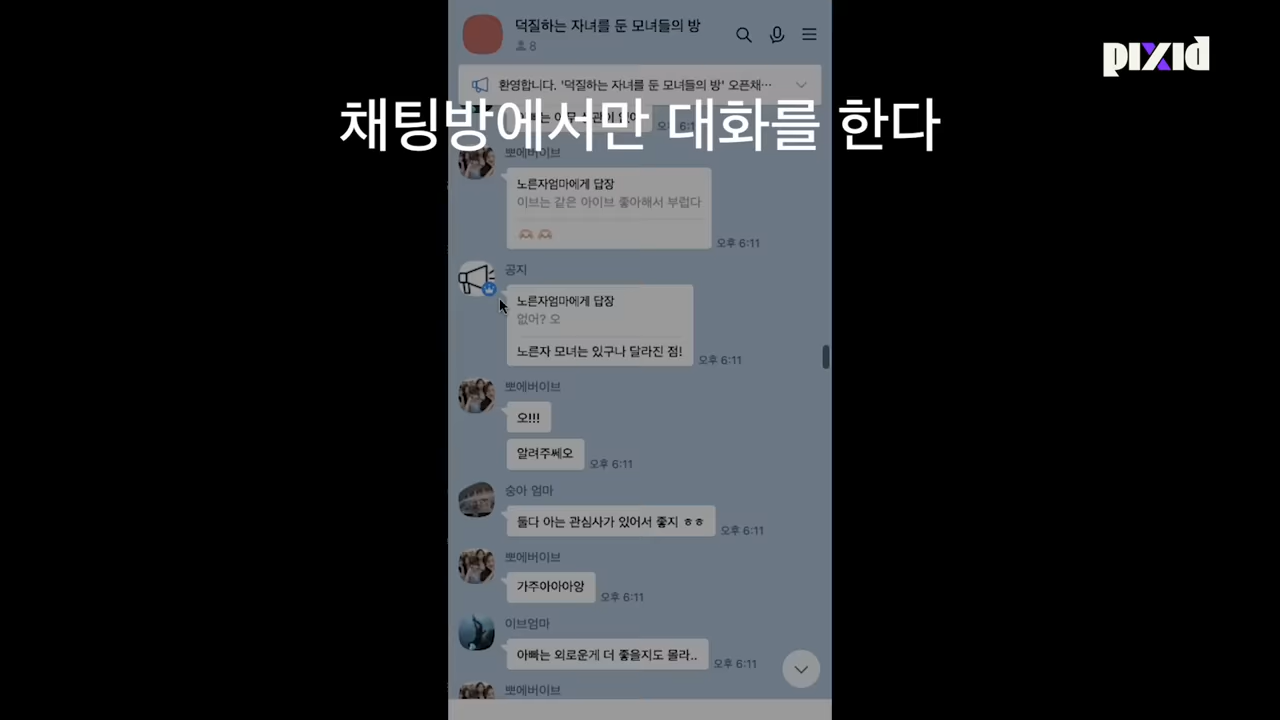 덕질하는 자녀를 둔 모녀들의 방
8
pixid
환영합니다. '덕질하는 자녀를 둔 모녀들의 방' 오픈채…
채팅방에서만 대화를 한다
오후 6:11
뽀에버이브
노른자엄마에게 답장
이브는 같은 아이브 좋아해서 부럽다
오후 6:11
공지
노른자엄마에게 답장
없어? 오
노른자 모녀는 있구나 달라진 점!
오후 6:11
뽀에버이브
오!!!
알려주쎄오
오후 6:11
숭아 엄마
둘다 아는 관심사가 있어서 좋지 ㅎㅎ
오후 6:11
뽀에버이브
가주아아아앙
오후 6:11
이브엄마
아빠는 외로운게 더 좋을지도 몰라..
오후 6:11
뽀에버이브